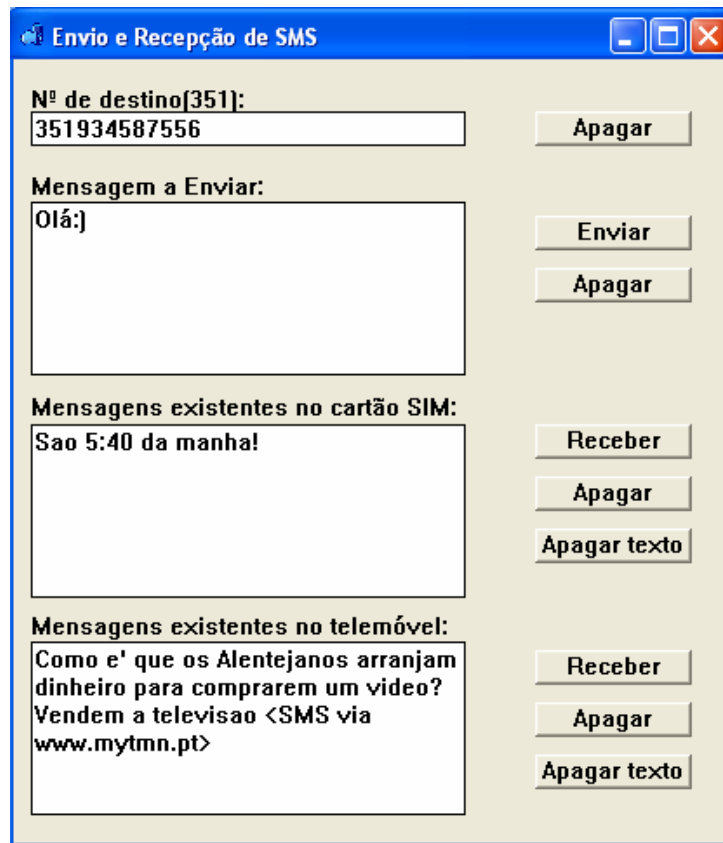 Envio e Recepção de SMS
Nº de destino(351):
351934587556
Apagar
Mensagem a Enviar:
Olá:)
Enviar
Apagar
Mensagens existentes no cartão SIM:
Sao 5:40 da manha!
Receber
Apagar
Apagar texto
Mensagens existentes no telemóvel:
Como e' que os Alentejanos arranjam
dinheiro para comprarem um video?
Vendem a televisao <SMS via
www.mytmn.pt>
Receber
Apagar
Apagar texto